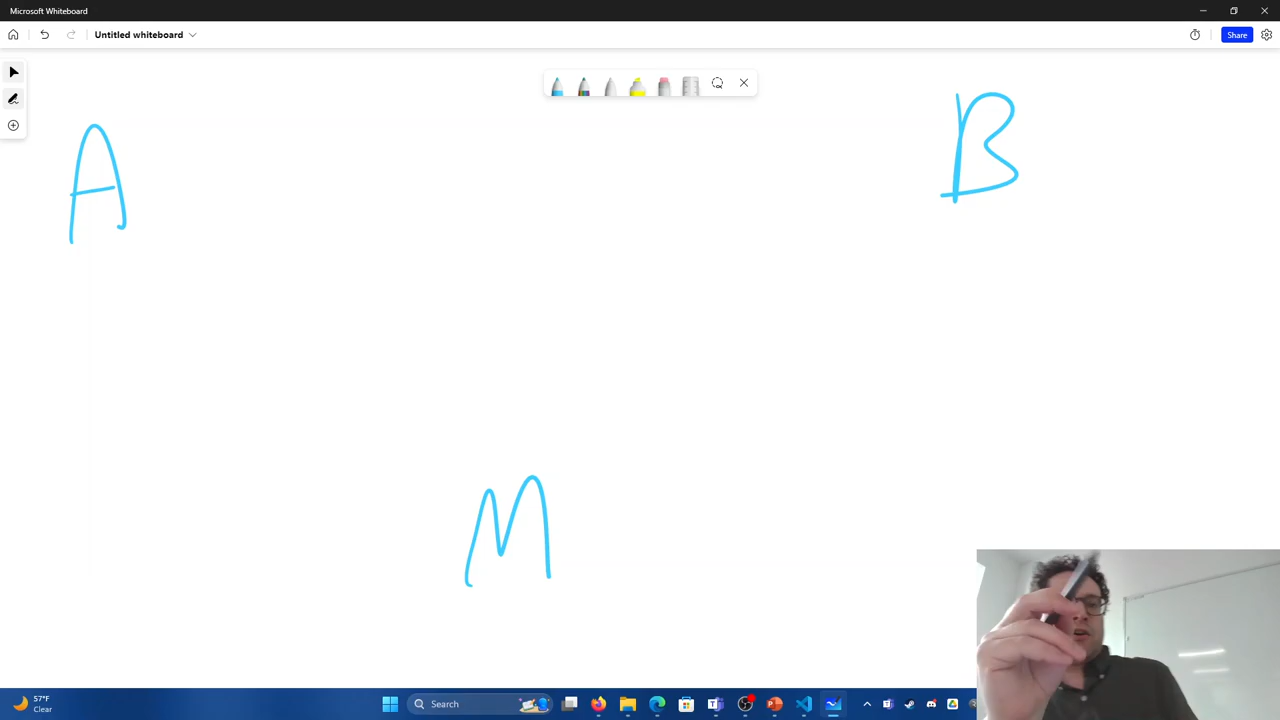 Microsoft Whiteboard
Untitled whiteboard
Share
A
B
M
57°F
Clear
Search